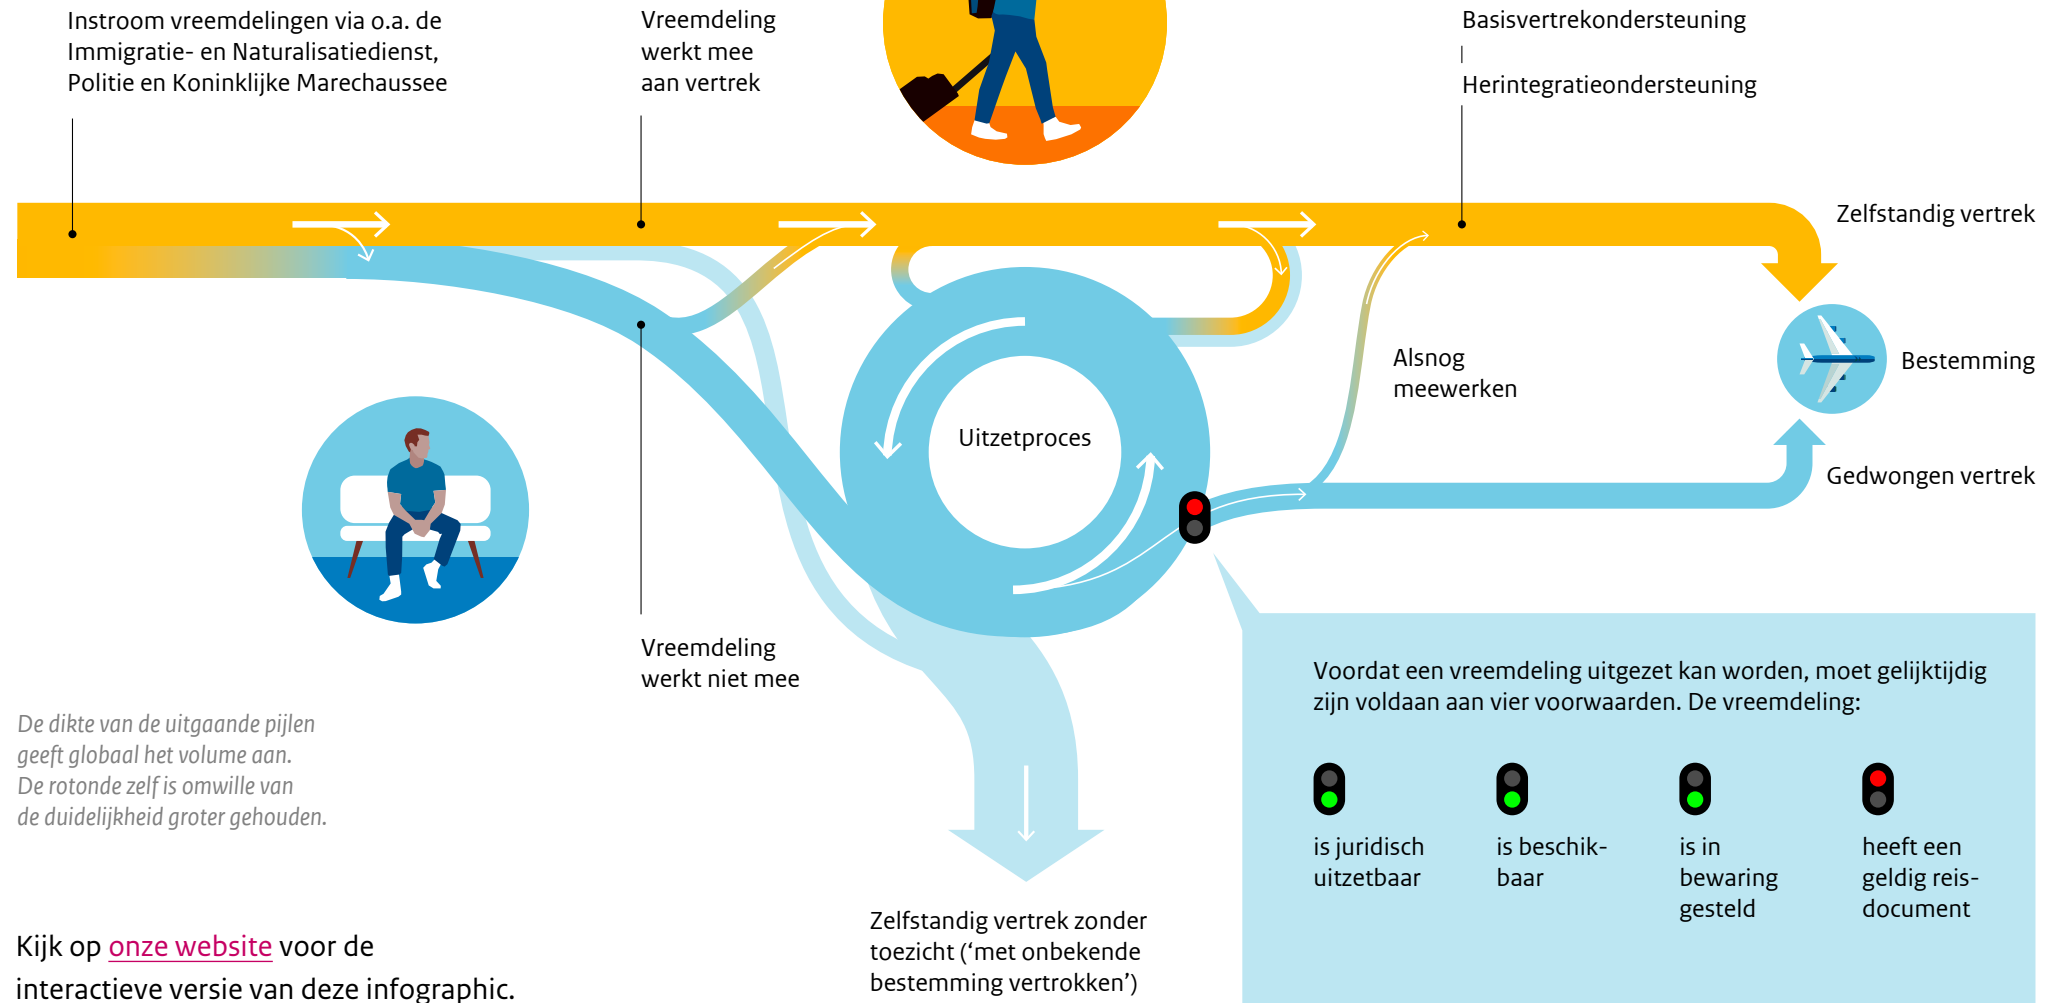 Instroom vreemdelingen via o.a. de
Immigratie- en Naturalisatiedienst,
Politie en Koninklijke Marechaussee
Vreemdeling
werkt mee
aan vertrek
Basisvertrekondersteuning
Herintegratieondersteuning
Zelfstandig vertrek
Alsnog
meewerken
Bestemming
Uitzetproces
Gedwongen vertrek
Vreemdeling
werkt niet mee
Voordat een vreemdeling uitgezet kan worden, moet gelijktijdig
zijn voldaan aan vier voorwaarden. De vreemdeling:
is juridisch
uitzetbaar
is beschik-
baar
is in
bewaring
gesteld
heeft een
geldig reis-
document
De dikte van de uitgaande pijlen
geeft globaal het volume aan.
De rotonde zelf is omwille van
de duidelijkheid groter gehouden.
Zelfstandig vertrek zonder
toezicht (‘met onbekende
bestemming vertrokken’)
Kijk op onze website voor de
interactieve versie van deze infographic.